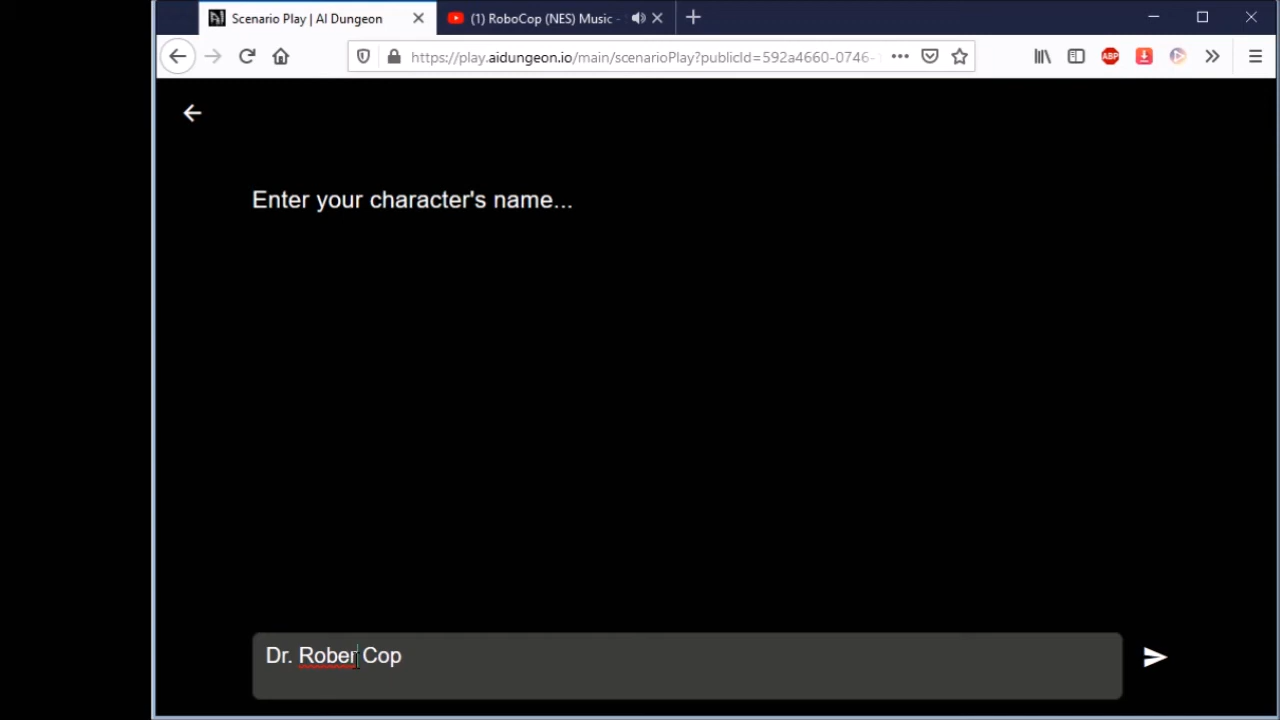 Scenario Play | AI Dungeon
(1) RoboCop (NES) Music -
https://play.aidungeon.io/main/scenarioPlay?publicId=592a4660-0746-
ABP
Enter your character's name...
Dr. Rober Cop